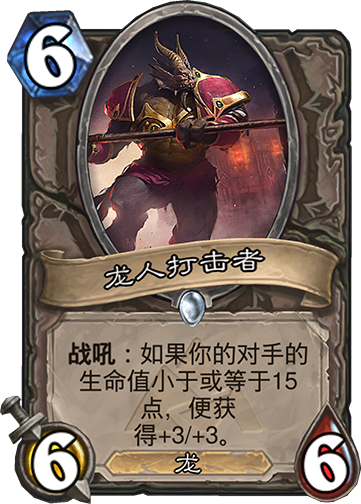 6
龙人打击者
战吼：如果你的对手的
生命值小于或等于15
点，便获
得+3/+3。
6
龙
6